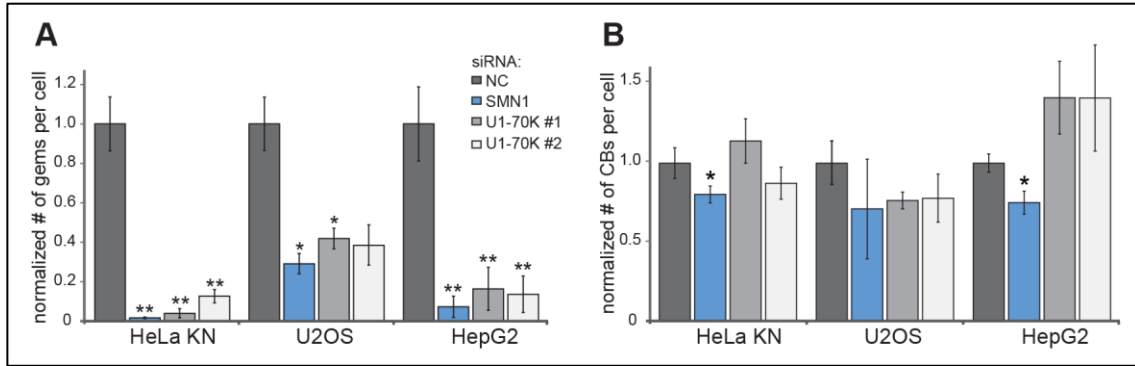 A
normalized # of gems per cell
1.2
1.0
0.8
0.6
0.4
0.2
0
siRNA:
NC
SMN1
U1-70K #1
U1-70K #2
** ** **
* *
** ** **
HeLa KN U2OS HepG2
B
normalized # of CBs per cell
1.5
1.0
0.5
0
*
*
HeLa KN U2OS HepG2